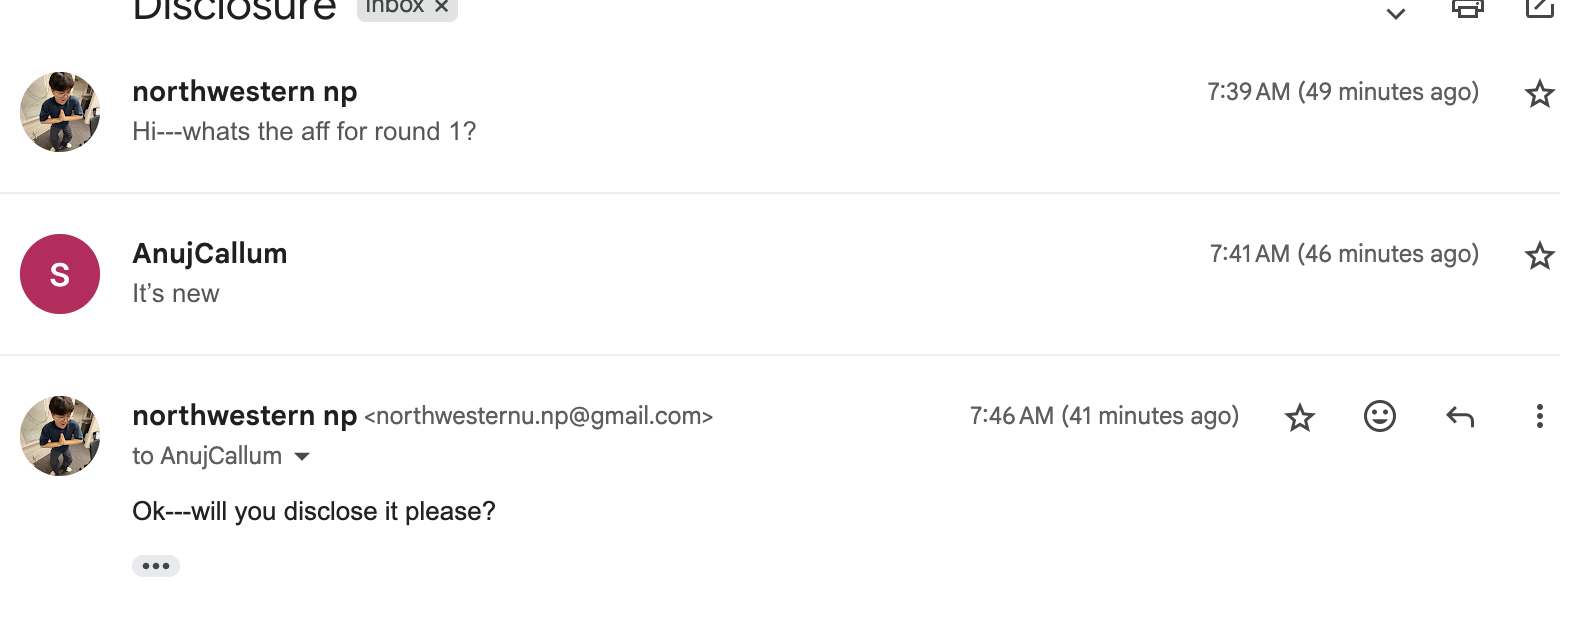 Disclosure Inbox ×
northwestern np 7:39 AM (49 minutes ago)
Hi---whats the aff for round 1?
S
AnujCallum 7:41 AM (46 minutes ago)
It’s new
northwestern np <northwesternu.np@gmail.com> 7:46 AM (41 minutes ago)
to AnujCallum
Ok---will you disclose it please?